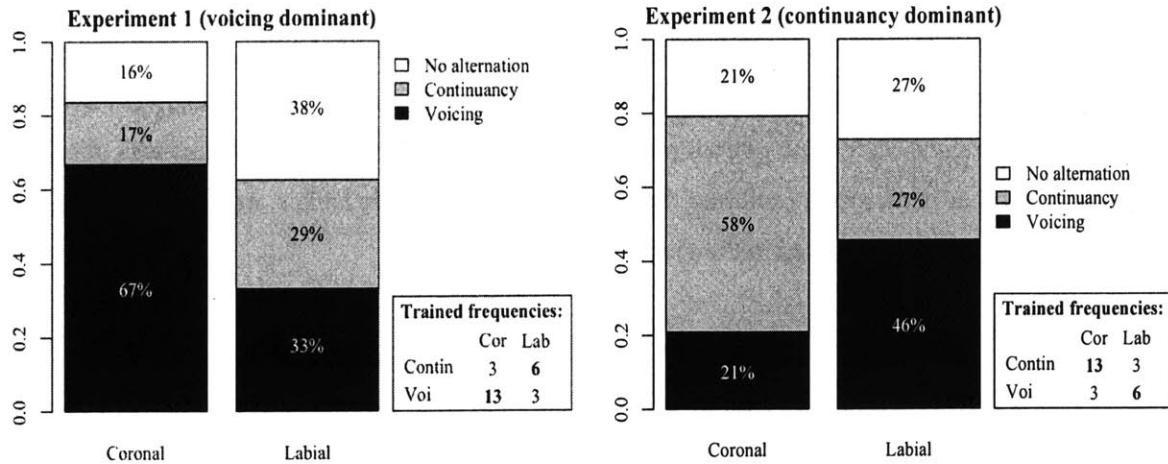 Experiment 1 (voicing dominant)
1.0
0.8
0.6
0.4
0.2
0.0
16%
17%
67%
38%
29%
33%
Coronal Labial
No alternation
Continuancy
Voicing
Trained frequencies:
Cor Lab
Contin 3 6
Voi 13 3
Experiment 2 (continuancy dominant)
1.0
0.8
0.6
0.4
0.2
0.0
21%
58%
21%
27%
27%
46%
Coronal Labial
No alternation
Continuancy
Voicing
Trained frequencies:
Cor Lab
Contin 13 3
Voi 3 6